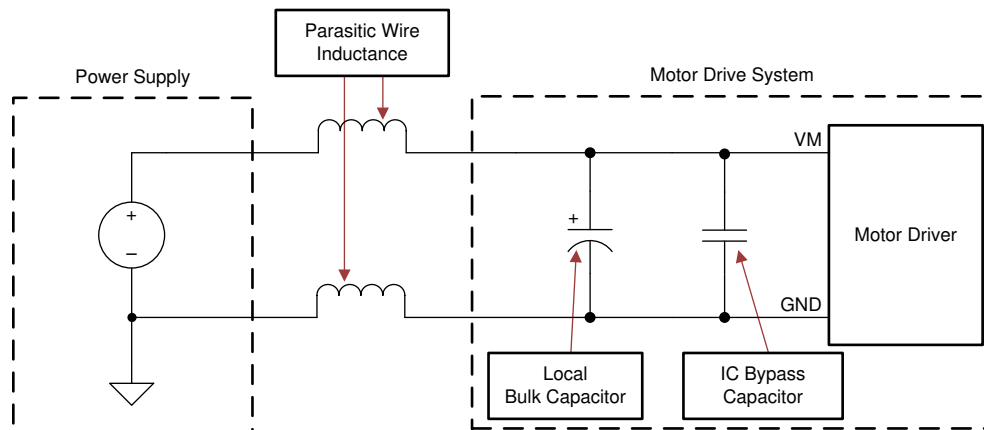 Parasitic Wire
Inductance
Power Supply
Motor Drive System
VM
+
+
−
Motor Driver
GND
Local
Bulk Capacitor
IC Bypass
Capacitor